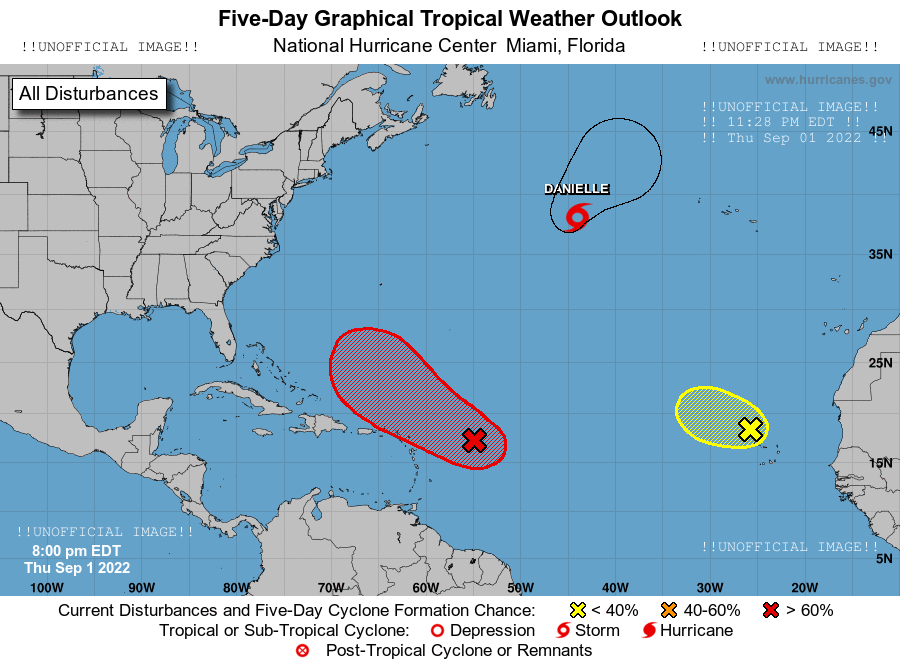 Five-Day Graphical Tropical Weather Outlook
!!UNOFFICIAL IMAGE!! National Hurricane Center Miami, Florida !!UNOFFICIAL IMAGE!!
www.hurricanes.gov
All Disturbances
!!UNOFFICIAL IMAGE!!
!! 11:28 PM EDT !!
!! Thu Sep 01 2022 !!
45N
DANIELLE
35N
25N
15N
!!UNOFFICIAL IMAGE!!
!!UNOFFICIAL IMAGE!!
8:00 pm EDT
5N
Thu Sep 1 2022
100W 90W 80W 70W 60W 50W 40W 30W 20W
Current Disturbances and Five-Day Cyclone Formation Chance: < 40% 40-60% > 60%
Tropical or Sub-Tropical Cyclone: Depression Storm Hurricane
Post-Tropical Cyclone or Remnants